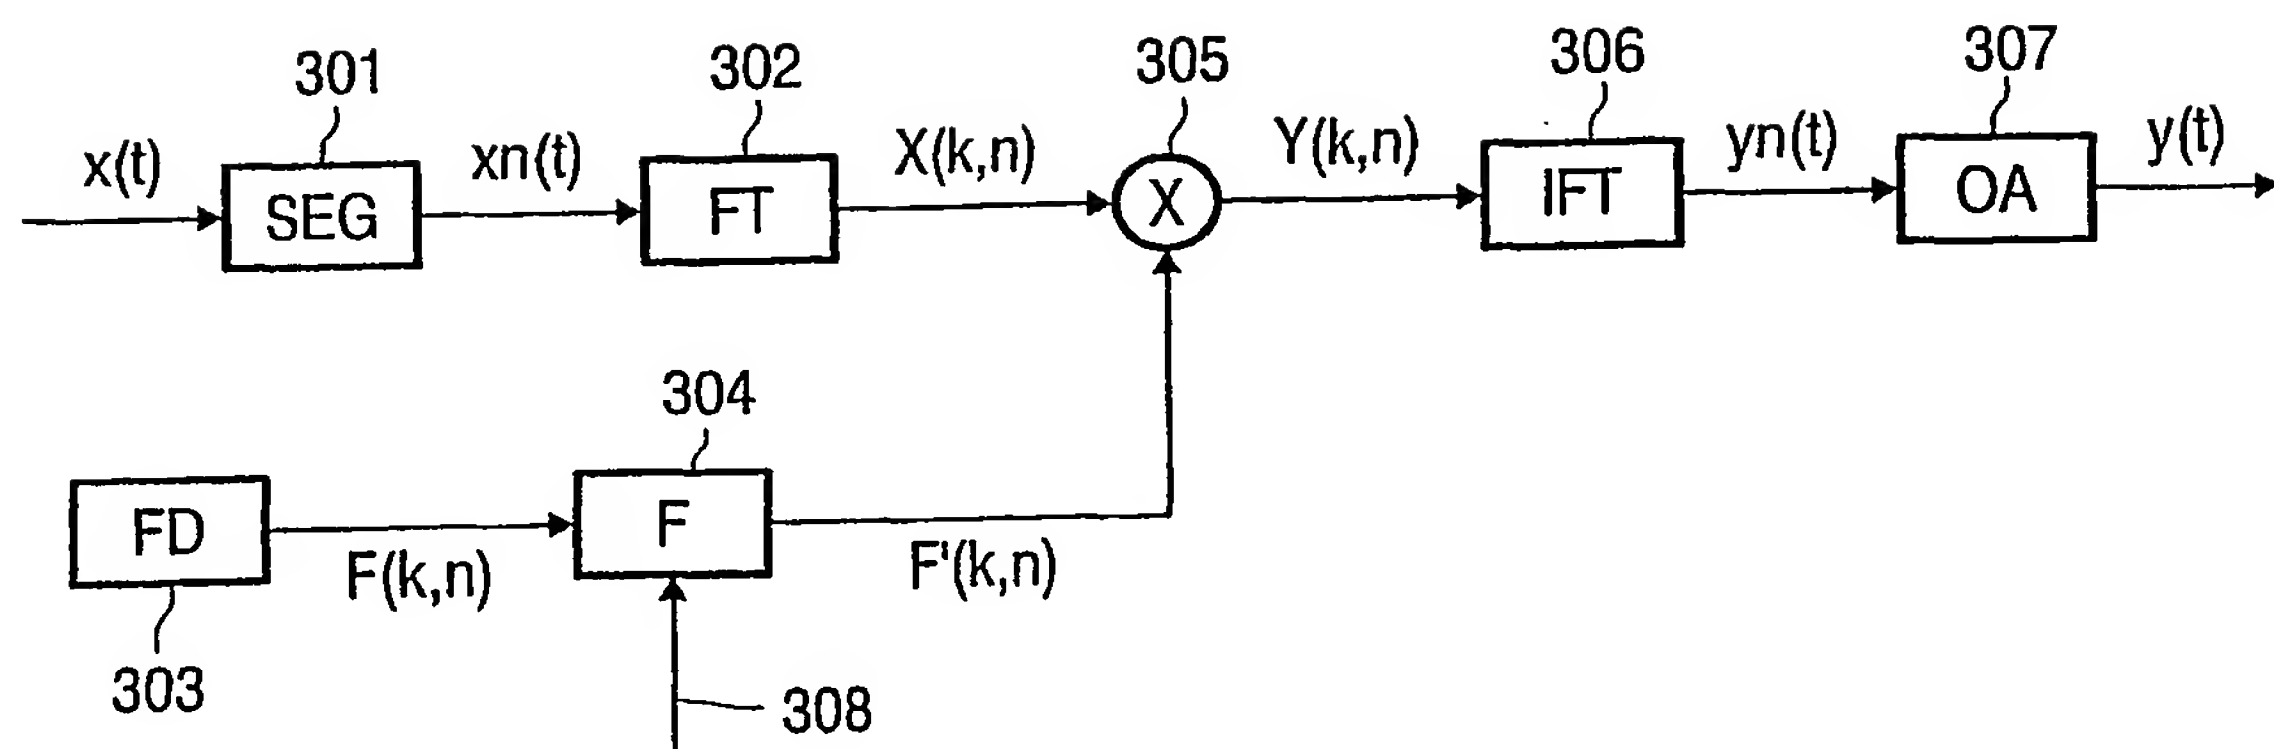 301
302
305
306
307
x(t)
SEG
xn(t)
FT
X(k,n)
X
Y(k,n)
IFT
yn(t)
OA
y(t)
304
FD
F(k,n)
F
F'(k,n)
303
308